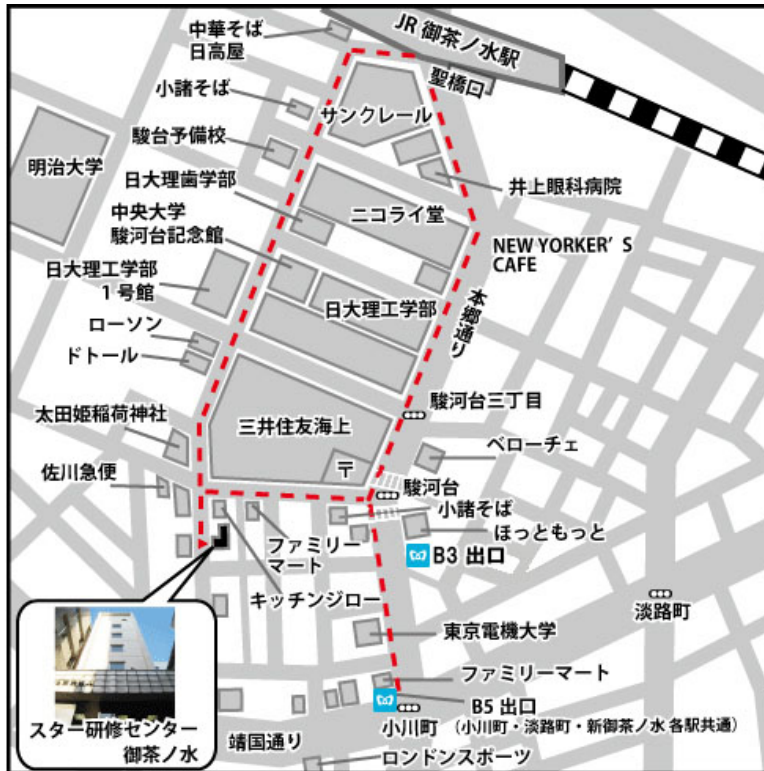 中華そば
日高屋
JR 御茶ノ水駅
聖橋口
小諸そば
サンクレール
駿台予備校
明治大学
日大理歯学部
井上眼科病院
中央大学
駿河台記念館
ニコライ堂
NEW YORKER'S
CAFE
日大理工学部
1号館
日大理工学部
本郷通り
ローソン
ドトール
駿河台三丁目
太田姫稲荷神社
三井住友海上
ベローチェ
〒
佐川急便
駿河台
小諸そば
ほっともっと
ファミリー
マート
B3 出口
キッチンジロー
淡路町
東京電機大学
ファミリーマート
B5 出口
スター研修センター
御茶ノ水
靖国通り
小川町 (小川町・淡路町・新御茶ノ水 各駅共通)
ロンドンスポーツ